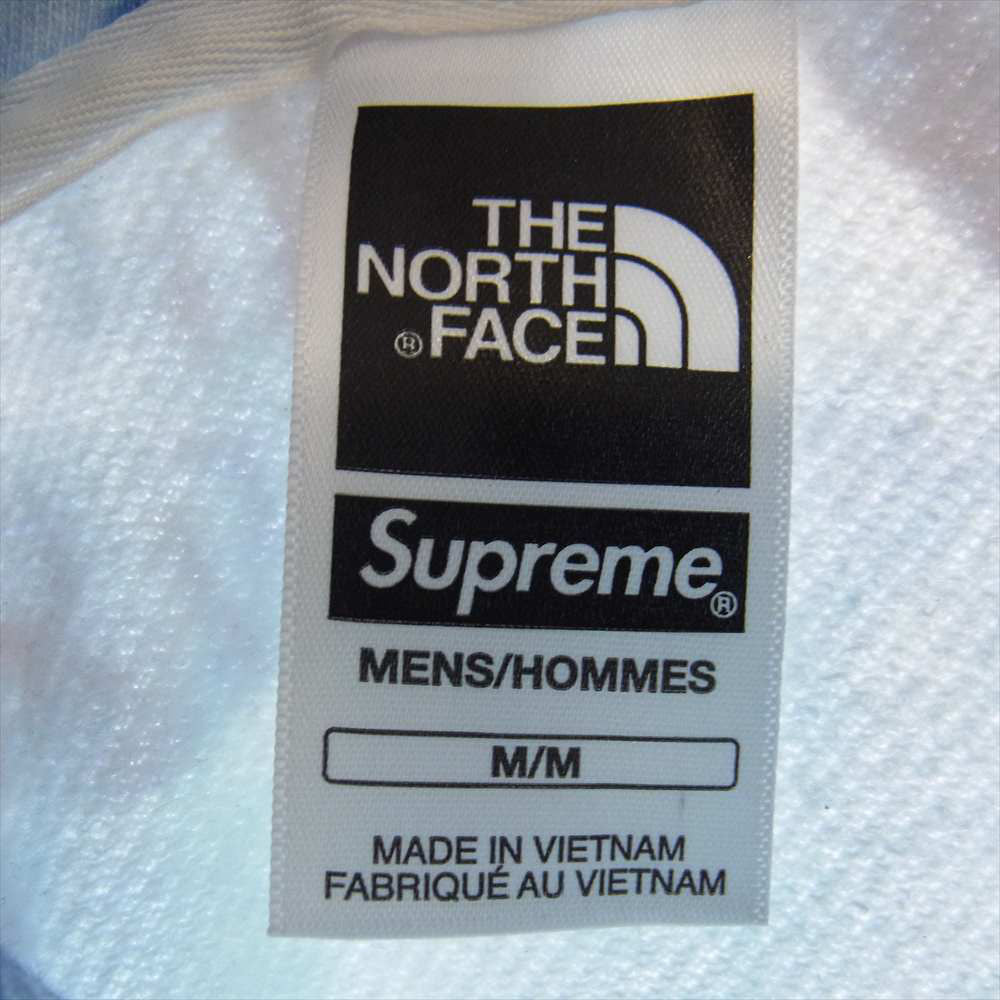 THE
NORTH
® FACE
Supreme®
MENS/HOMMES
M/M
MADE IN VIETNAM
FABRIQUÉ AU VIETNAM